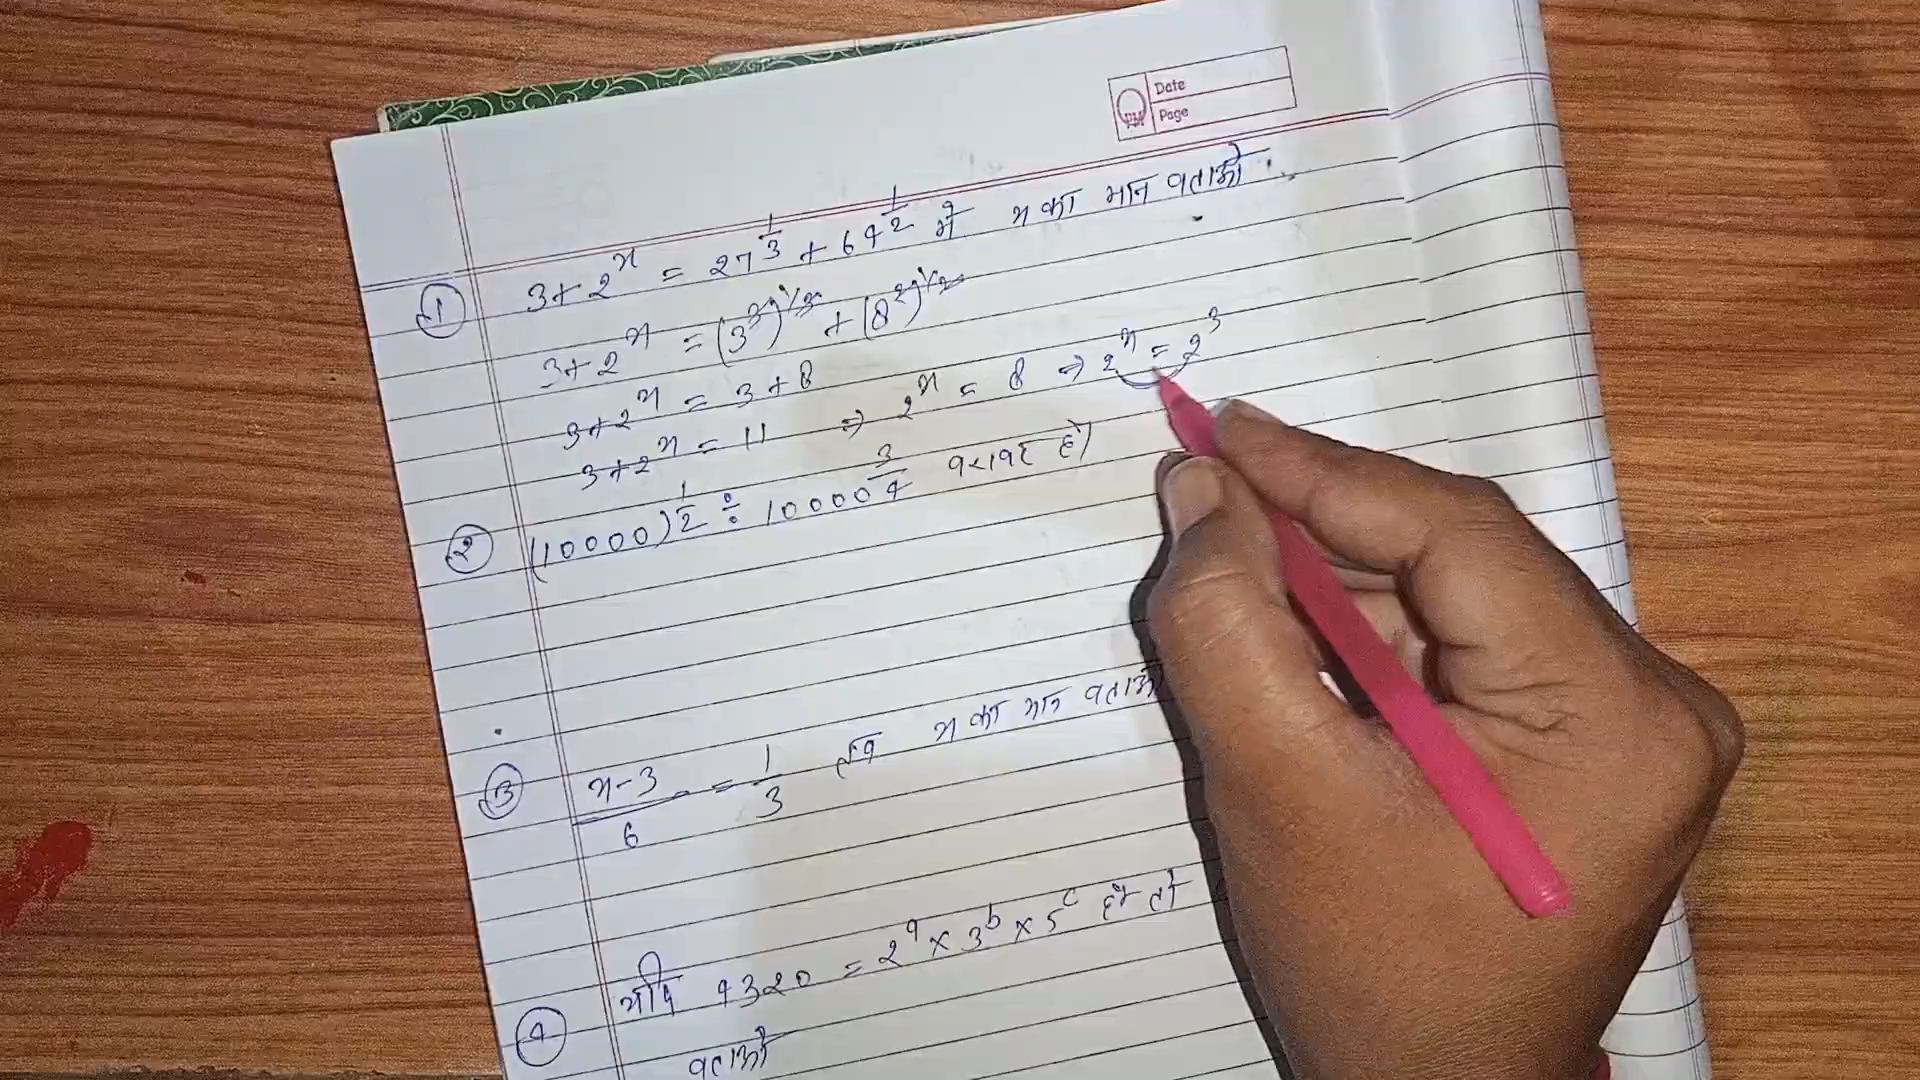 Date
Page
PM
① 3+2^x = 27^(1/3) + 64^(1/2) में x का मान बताओ
3+2^x = (3^3)^(1/3) + (8^2)^(1/2)
3+2^x = 3+8
3+2^x = 11 ⇒ 2^x = 8 ⇒ 2^x = 2^3
② (10000)^(1/2) ÷ 10000^(3/4) बराबर है।
③ (x-3)/6 = 1/3 तब x का मान बताओ
④ यदि 4320 = 2^a × 3^b × 5^c हो तो
बताओ